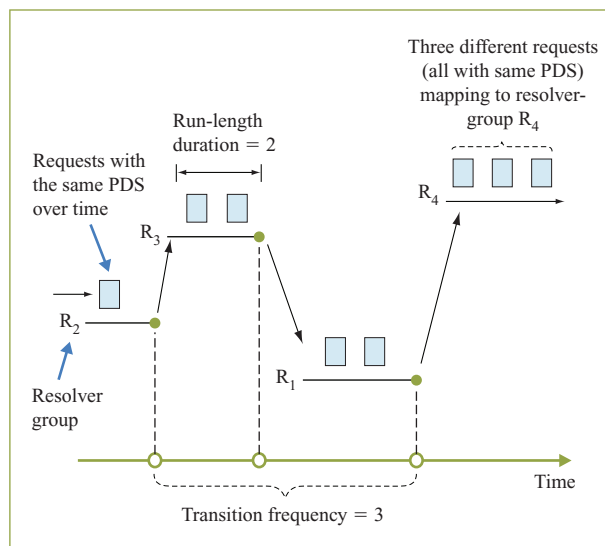 Three different requests
(all with same PDS)
mapping to resolver-
group R4
Run-length
duration = 2
Requests with
the same PDS
over time
R4
R3
R2
R1
Resolver
group
Time
Transition frequency = 3